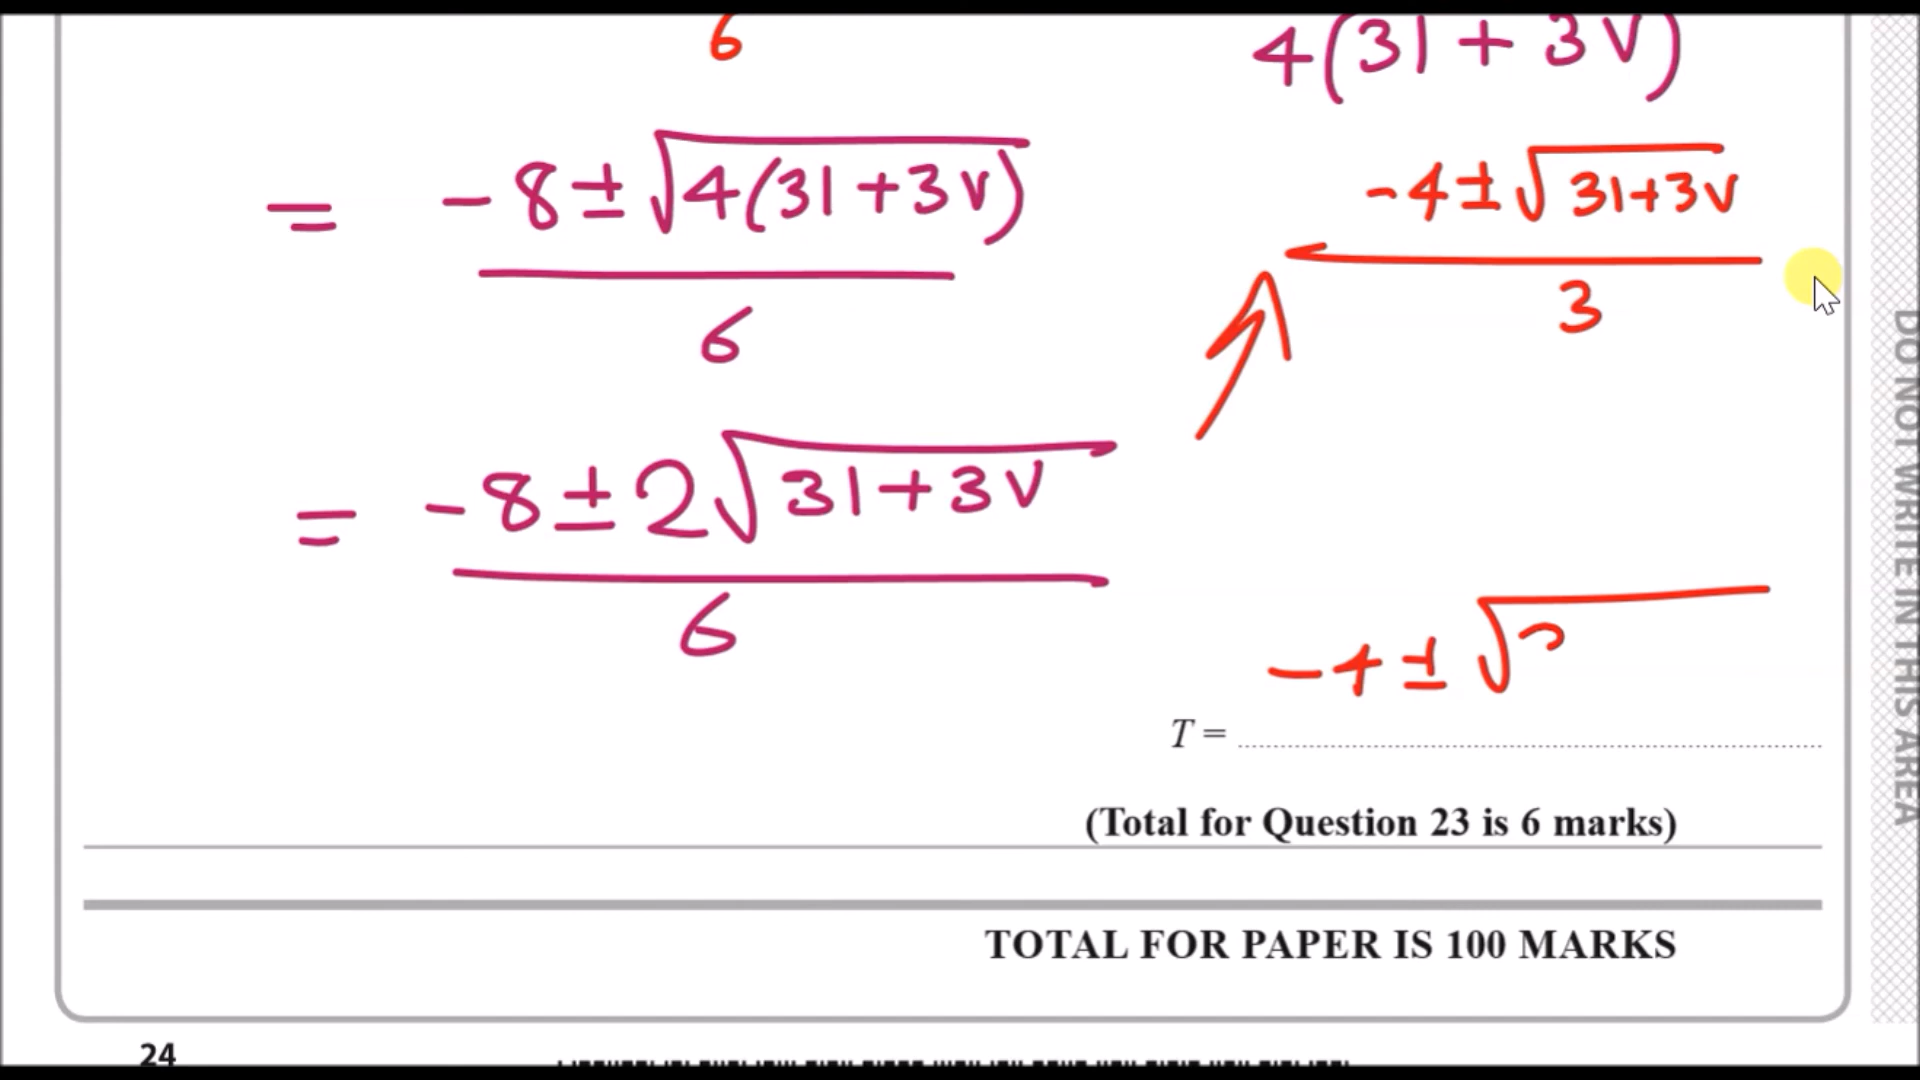 6
4(31 + 3V)
= -8 ± √4(31+3V)
6
-4 ± √31+3V
3
= -8 ± 2√31+3V
6
-4 ± √
T =
(Total for Question 23 is 6 marks)
TOTAL FOR PAPER IS 100 MARKS
24
DO NOT WRITE IN THIS AREA